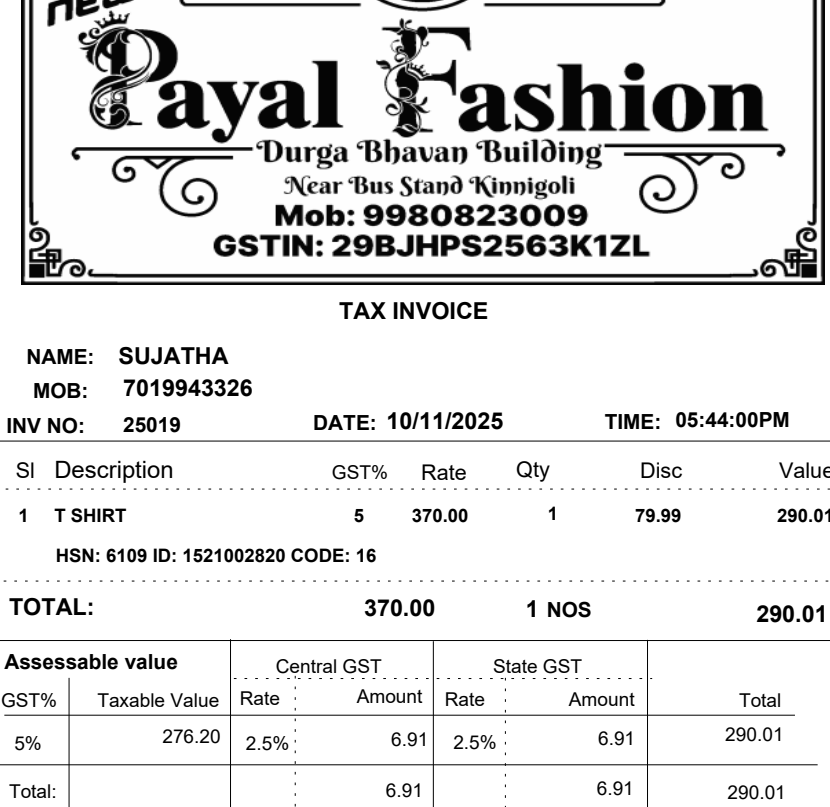 new
Payal Fashion
Durga Bhavan Building
Near Bus Stand Kinnigoli
Mob: 9980823009
GSTIN: 29BJHPS2563K1ZL
TAX INVOICE
NAME: SUJATHA
MOB: 7019943326
INV NO: 25019 DATE: 10/11/2025 TIME: 05:44:00PM
Sl Description GST% Rate Qty Disc Value
1 T SHIRT 5 370.00 1 79.99 290.01
HSN: 6109 ID: 1521002820 CODE: 16
TOTAL: 370.00 1 NOS 290.01
Assessable value Central GST State GST
GST% Taxable Value Rate Amount Rate Amount Total
5% 276.20 2.5% 6.91 2.5% 6.91 290.01
Total: 6.91 6.91 290.01